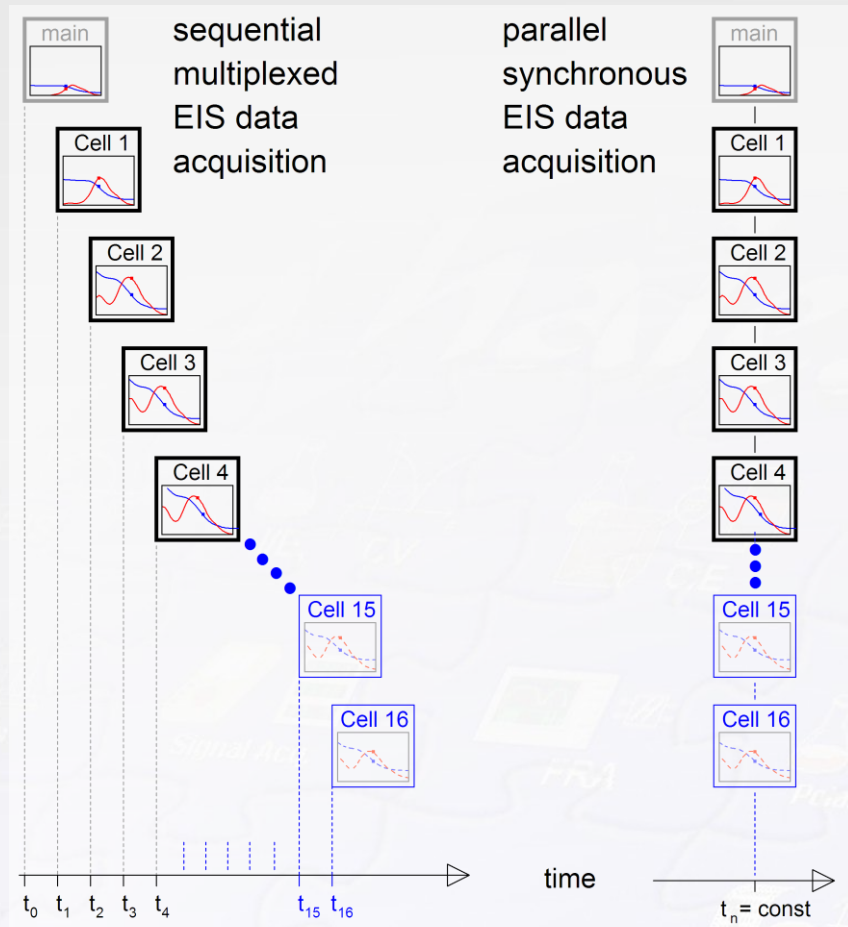 main
sequential
multiplexed
EIS data
acquisition
Cell 1
Cell 2
Cell 3
Cell 4
Cell 15
Cell 16
t0 t1 t2 t3 t4 t15 t16
time
parallel
synchronous
EIS data
acquisition
main
Cell 1
Cell 2
Cell 3
Cell 4
Cell 15
Cell 16
tn = const
FRA